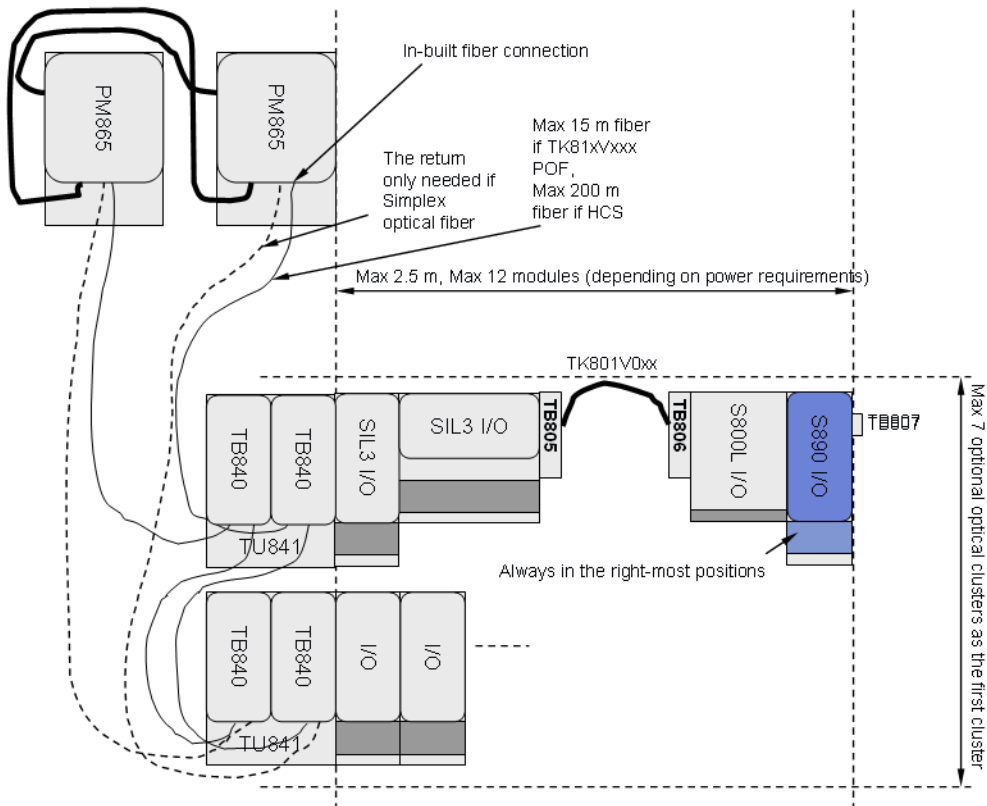 In-built fiber connection
PM865
PM865
Max 15 m fiber
if TK81xVxxx
POF,
Max 200 m
fiber if HCS
The return
only needed if
Simplex
optical fiber
Max 2.5 m, Max 12 modules (depending on power requirements)
TK801V0xx
TB840
TB840
SIL3 I/O
SIL3 I/O
TB805
TB806
S800L I/O
S890 I/O
TB807
TU841
Always in the right-most positions
TB840
TB840
I/O
I/O
TU841
Max 7 optional optical clusters as the first cluster